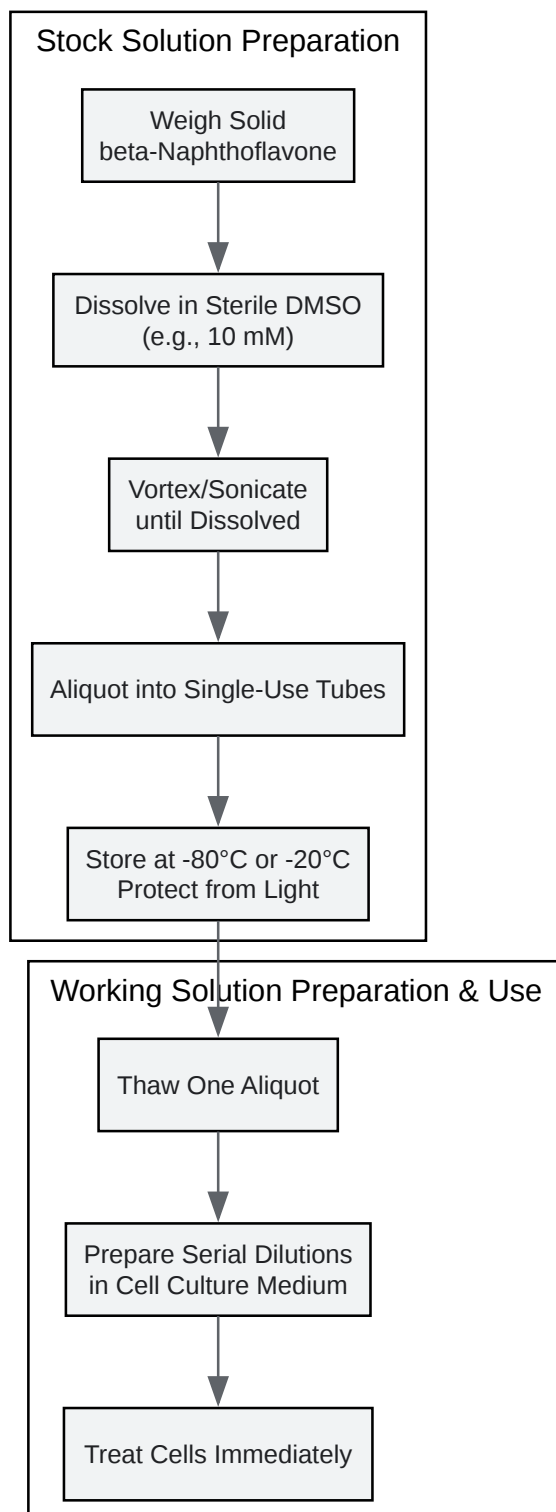 Stock Solution Preparation
Weigh Solid
beta-Naphthoflavone
Dissolve in Sterile DMSO
(e.g., 10 mM)
Vortex/Sonicate
until Dissolved
Aliquot into Single-Use Tubes
Store at -80°C or -20°C
Protect from Light
Working Solution Preparation & Use
Thaw One Aliquot
Prepare Serial Dilutions
in Cell Culture Medium
Treat Cells Immediately